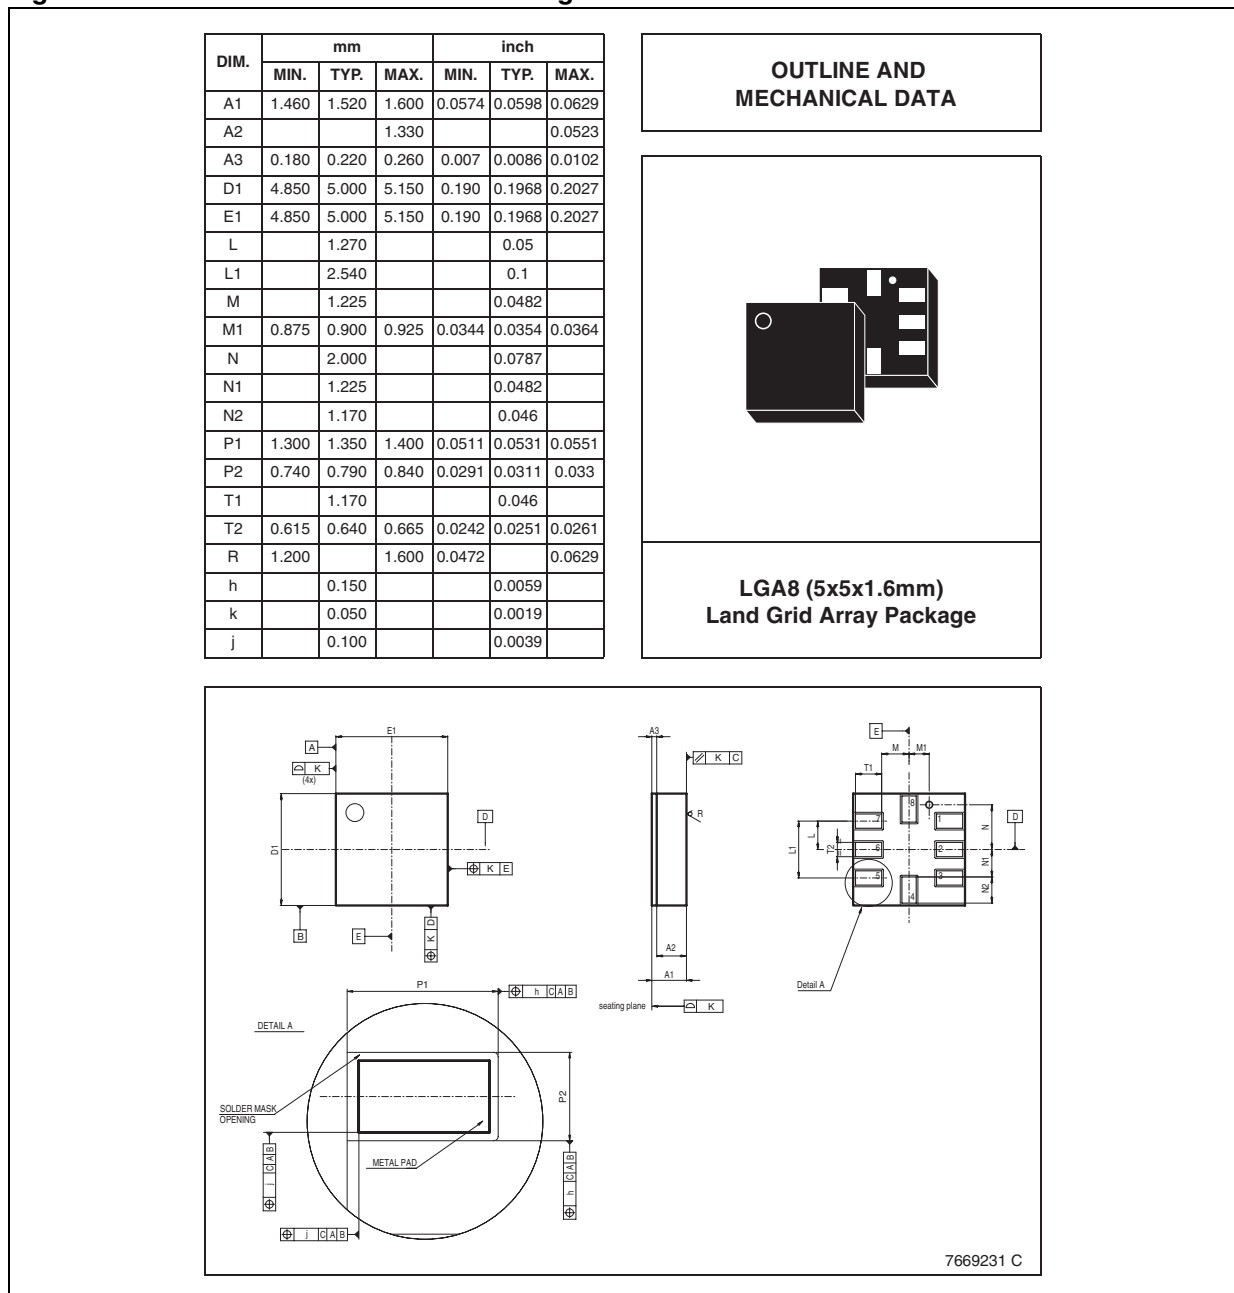 DIM. mm inch
MIN. TYP. MAX. MIN. TYP. MAX.
A1 1.460 1.520 1.600 0.0574 0.0598 0.0629
A2 1.330 0.0523
A3 0.180 0.220 0.260 0.007 0.0086 0.0102
D1 4.850 5.000 5.150 0.190 0.1968 0.2027
E1 4.850 5.000 5.150 0.190 0.1968 0.2027
L 1.270 0.05
L1 2.540 0.1
M 1.225 0.0482
M1 0.875 0.900 0.925 0.0344 0.0354 0.0364
N 2.000 0.0787
N1 1.225 0.0482
N2 1.170 0.046
P1 1.300 1.350 1.400 0.0511 0.0531 0.0551
P2 0.740 0.790 0.840 0.0291 0.0311 0.033
T1 1.170 0.046
T2 0.615 0.640 0.665 0.0242 0.0251 0.0261
R 1.200 1.600 0.0472 0.0629
h 0.150 0.0059
k 0.050 0.0019
j 0.100 0.0039
OUTLINE AND
MECHANICAL DATA
LGA8 (5x5x1.6mm)
Land Grid Array Package
E1
A
K
(4x)
D1
D
K E
B
E
K D
A3
K C
R
A2
A1
seating plane
K
E
M M1
T1
8
7 1
6 2
5 3
4
L
L1
T2
N
D
N1
N2
Detail A
P1
h C A B
DETAIL A
SOLDER MASK
OPENING
METAL PAD
P2
j C A B
h C A B
j C A B
7669231 C